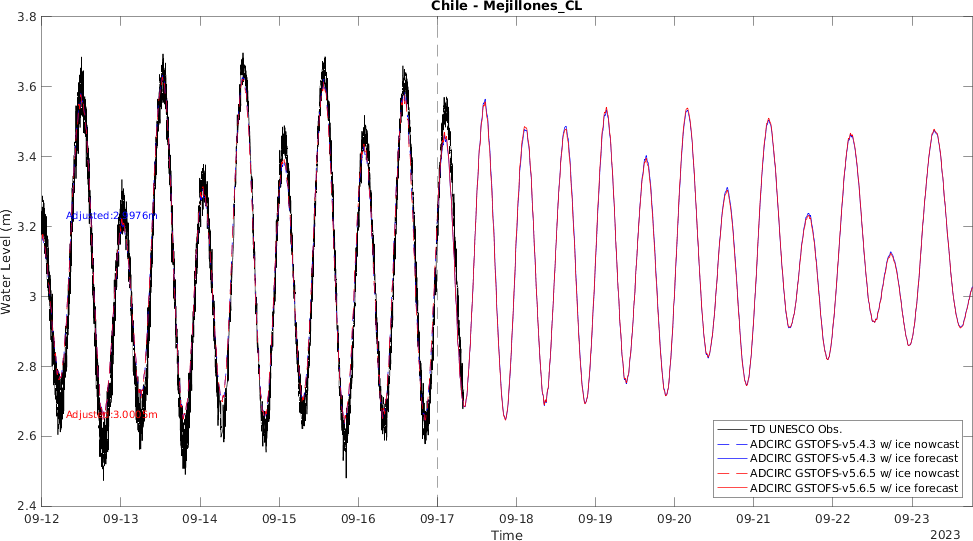 Chile - Mejillones_CL
3.8
3.6
3.4
3.2
3
2.8
2.6
2.4
Water Level (m)
09-12
09-13
09-14
09-15
09-16
09-17
09-18
09-19
09-20
09-21
09-22
09-23
Time
2023
TD UNESCO Obs.
ADCIRC GSTOFS-v5.4.3 w/ ice nowcast
ADCIRC GSTOFS-v5.4.3 w/ ice forecast
ADCIRC GSTOFS-v5.6.5 w/ ice nowcast
ADCIRC GSTOFS-v5.6.5 w/ ice forecast